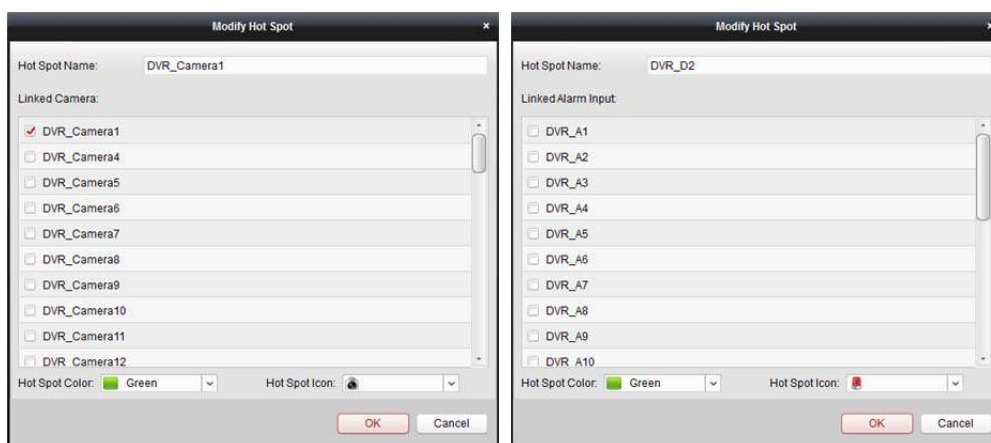 Modify Hot Spot ×
Hot Spot Name: DVR_Camera1
Linked Camera:
DVR_Camera1
DVR_Camera4
DVR_Camera5
DVR_Camera6
DVR_Camera7
DVR_Camera8
DVR_Camera9
DVR_Camera10
DVR_Camera11
DVR_Camera12
Hot Spot Color: Green Hot Spot Icon:
OK Cancel
Modify Hot Spot ×
Hot Spot Name: DVR_D2
Linked Alarm Input:
DVR_A1
DVR_A2
DVR_A3
DVR_A4
DVR_A5
DVR_A6
DVR_A7
DVR_A8
DVR_A9
DVR_A10
Hot Spot Color: Green Hot Spot Icon:
OK Cancel